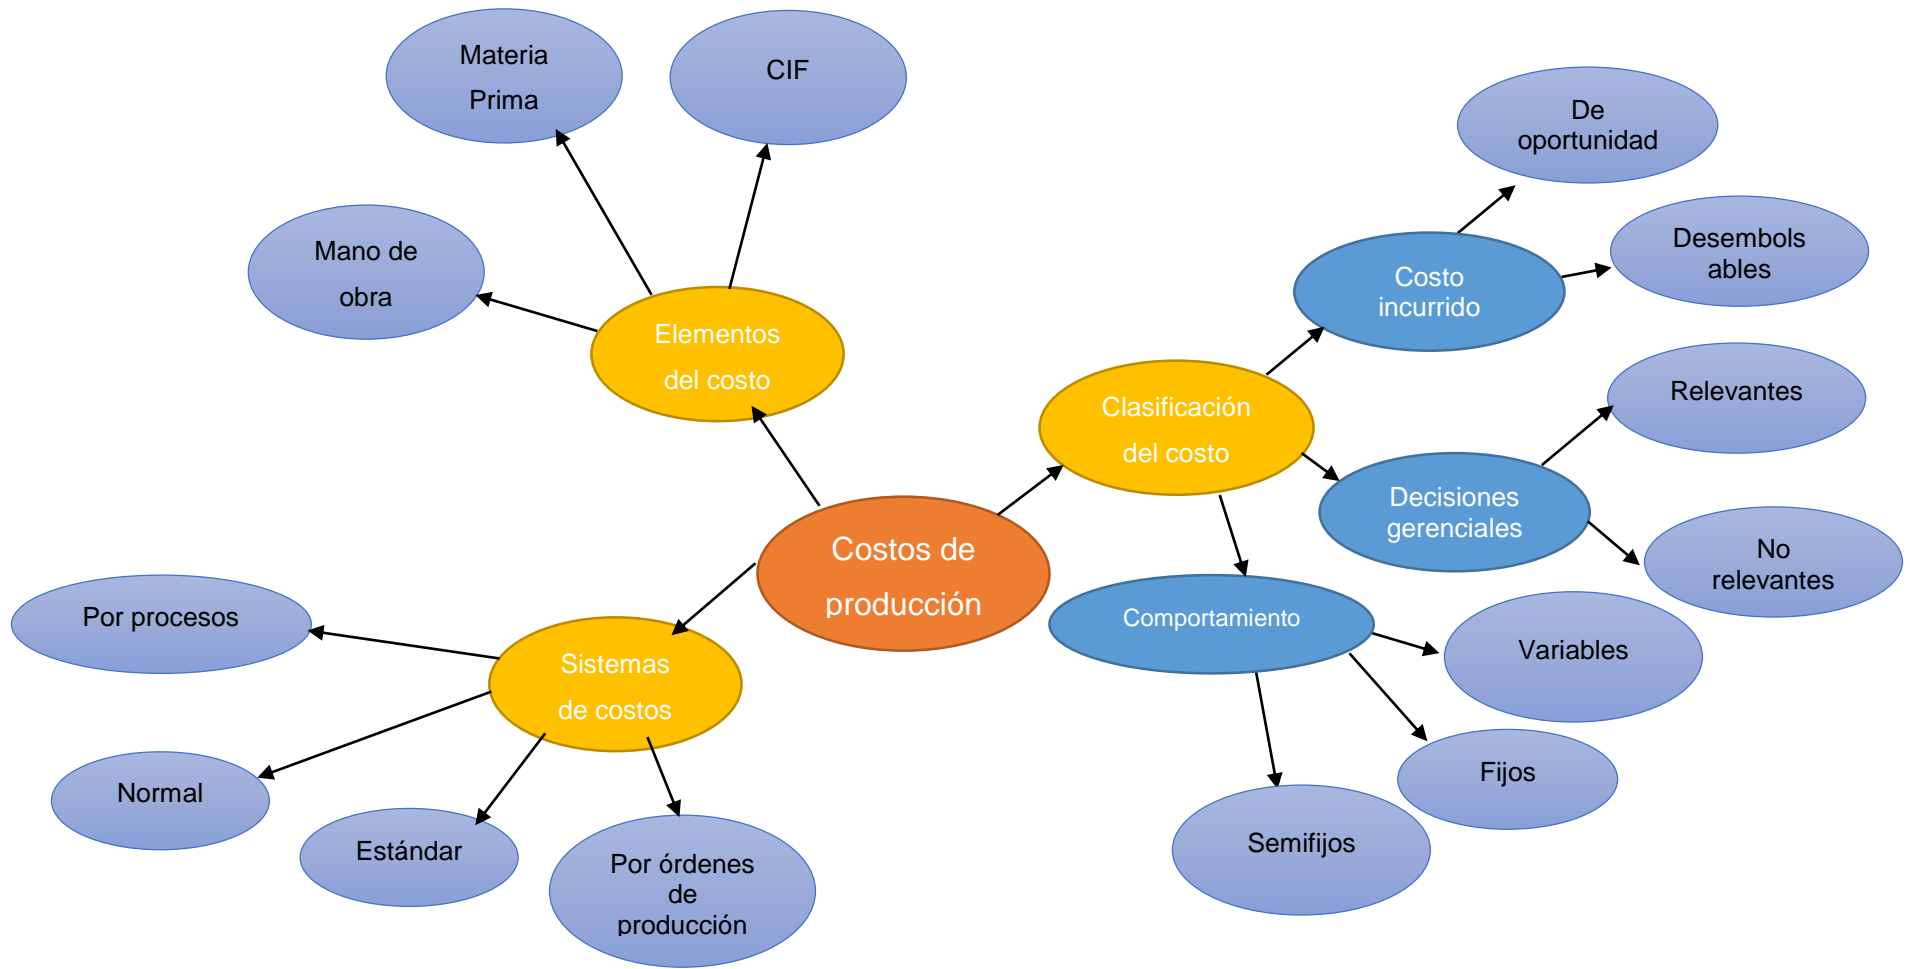 Materia
Prima
CIF
De
oportunidad
Mano de
obra
Desembols
ables
Costo
incurrido
Elementos
del costo
Relevantes
Clasificación
del costo
Decisiones
gerenciales
Costos de
producción
No
relevantes
Por procesos
Comportamiento
Variables
Sistemas
de costos
Normal
Fijos
Estándar
Semifijos
Por órdenes
de
producción